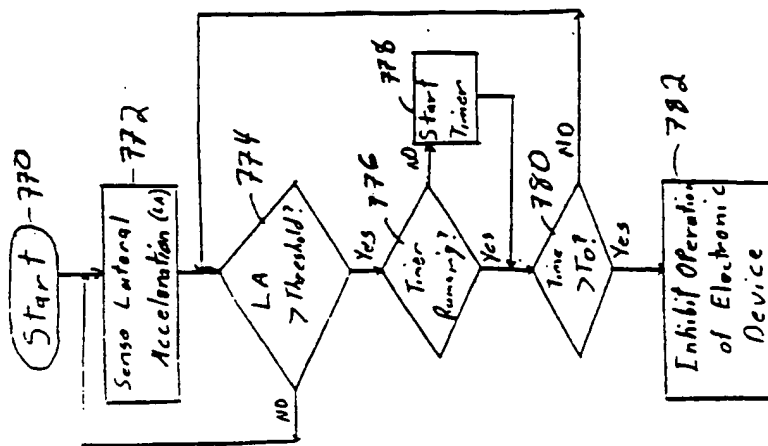 Start
770
Sense Lateral
Acceleration (LA)
772
LA
> Threshold?
774
NO
Yes
Timer
Running?
776
NO
Start
Timer
778
Yes
Time
> To?
780
NO
Yes
Inhibit Operation
of Electronic
Device
782